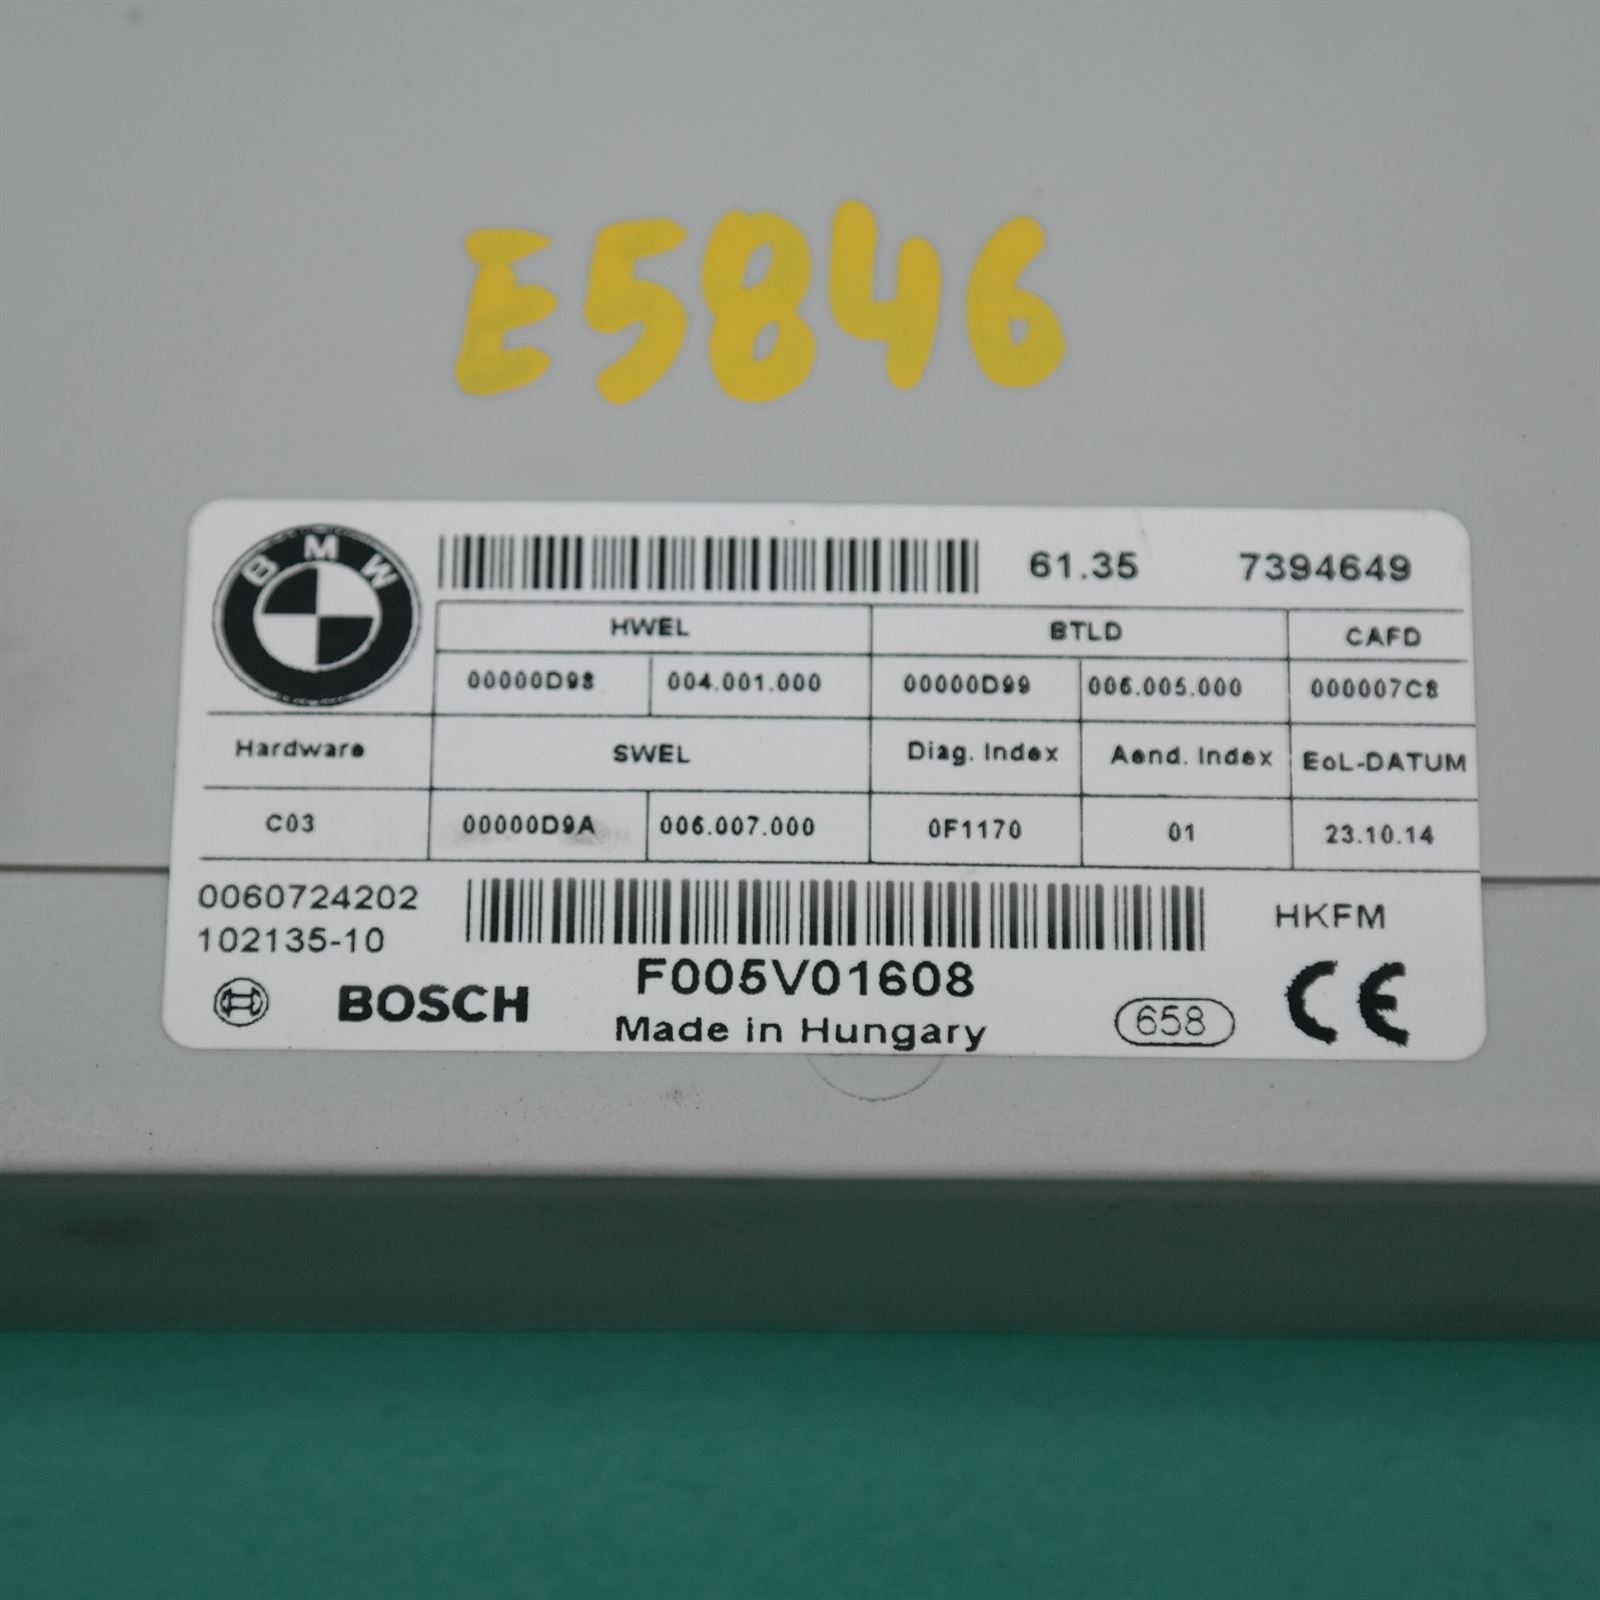 E5846
BMW
61.35 7394649
HWEL BTLD CAFD
00000D98 004.001.000 00000D99 006.005.000 000007C8
Hardware SWEL Diag. Index Aend. Index EoL-DATUM
C03 00000D9A 006.007.000 0F1170 01 23.10.14
0060724202
102135-10
HKFM
F005V01608
BOSCH
Made in Hungary
658
CE